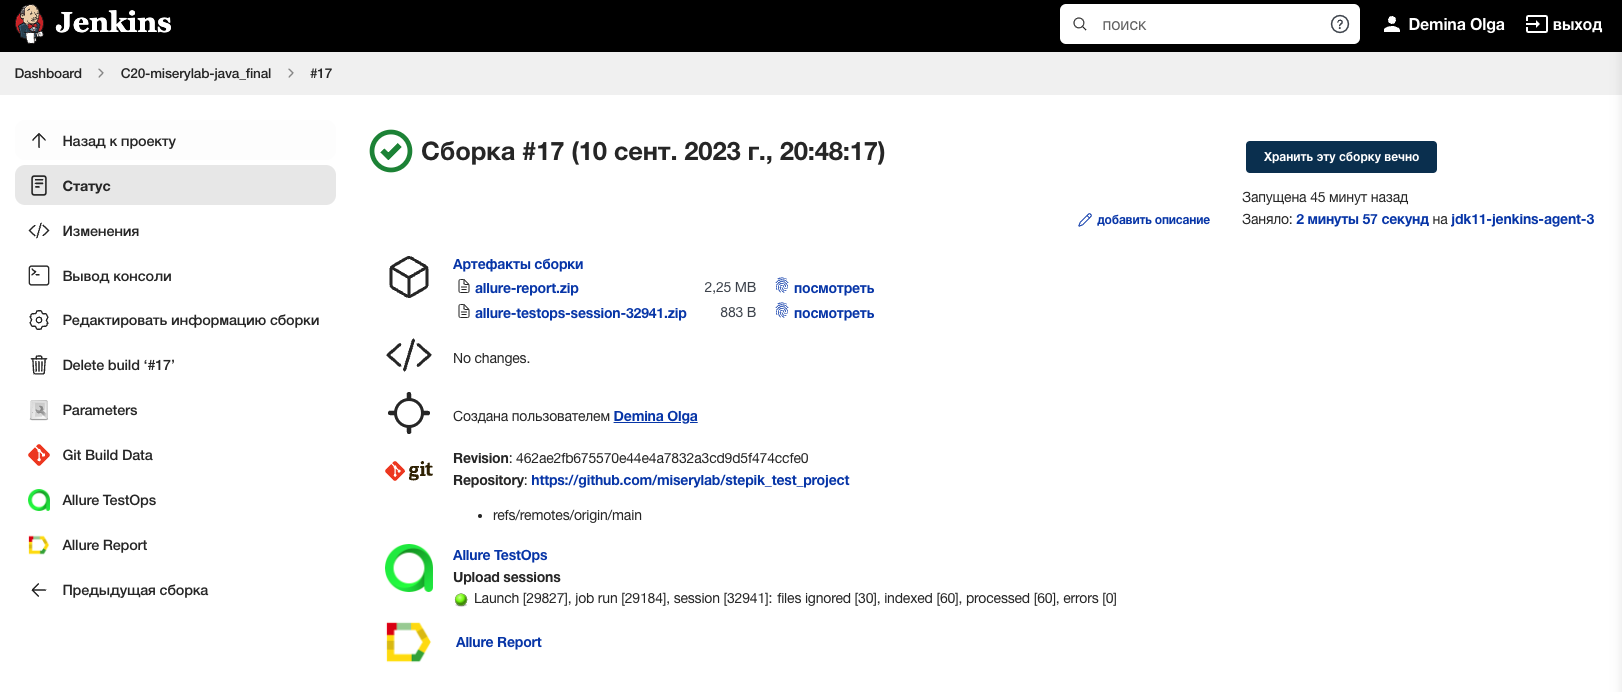 Jenkins
поиск
Demina Olga
выход
Dashboard > C20-miserylab-java_final > #17
Назад к проекту
Статус
Изменения
Вывод консоли
Редактировать информацию сборки
Delete build ‘#17’
Parameters
Git Build Data
Allure TestOps
Allure Report
Предыдущая сборка
Сборка #17 (10 сент. 2023 г., 20:48:17)
Хранить эту сборку вечно
Запущена 45 минут назад
добавить описание
Заняло: 2 минуты 57 секунд на jdk11-jenkins-agent-3
Артефакты сборки
allure-report.zip 2,25 MB посмотреть
allure-testops-session-32941.zip 883 B посмотреть
No changes.
Создана пользователем Demina Olga
git
Revision: 462ae2fb675570e44e4a7832a3cd9d5f474ccfe0
Repository: https://github.com/miserylab/stepik_test_project
• refs/remotes/origin/main
Allure TestOps
Upload sessions
Launch [29827], job run [29184], session [32941]: files ignored [30], indexed [60], processed [60], errors [0]
Allure Report